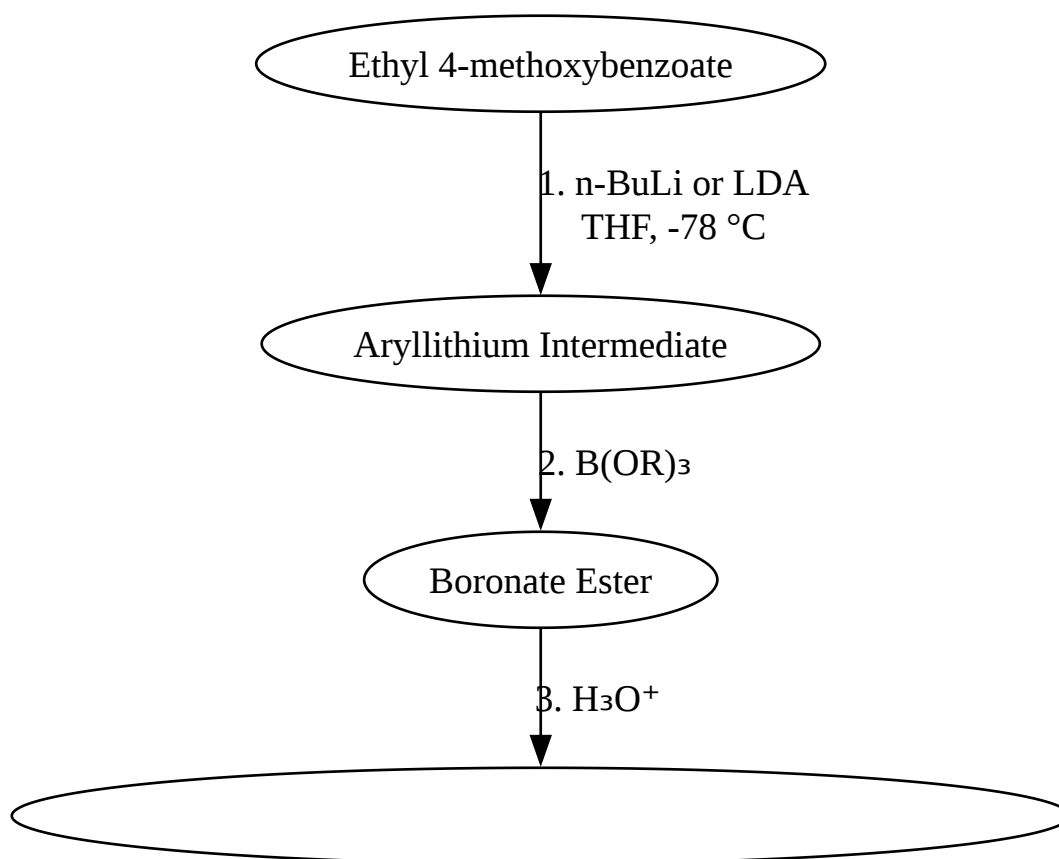 Ethyl 4-methoxybenzoate
1. n-BuLi or LDA
THF, -78 °C
Aryllithium Intermediate
2. B(OR)₃
Boronate Ester
3. H₃O⁺